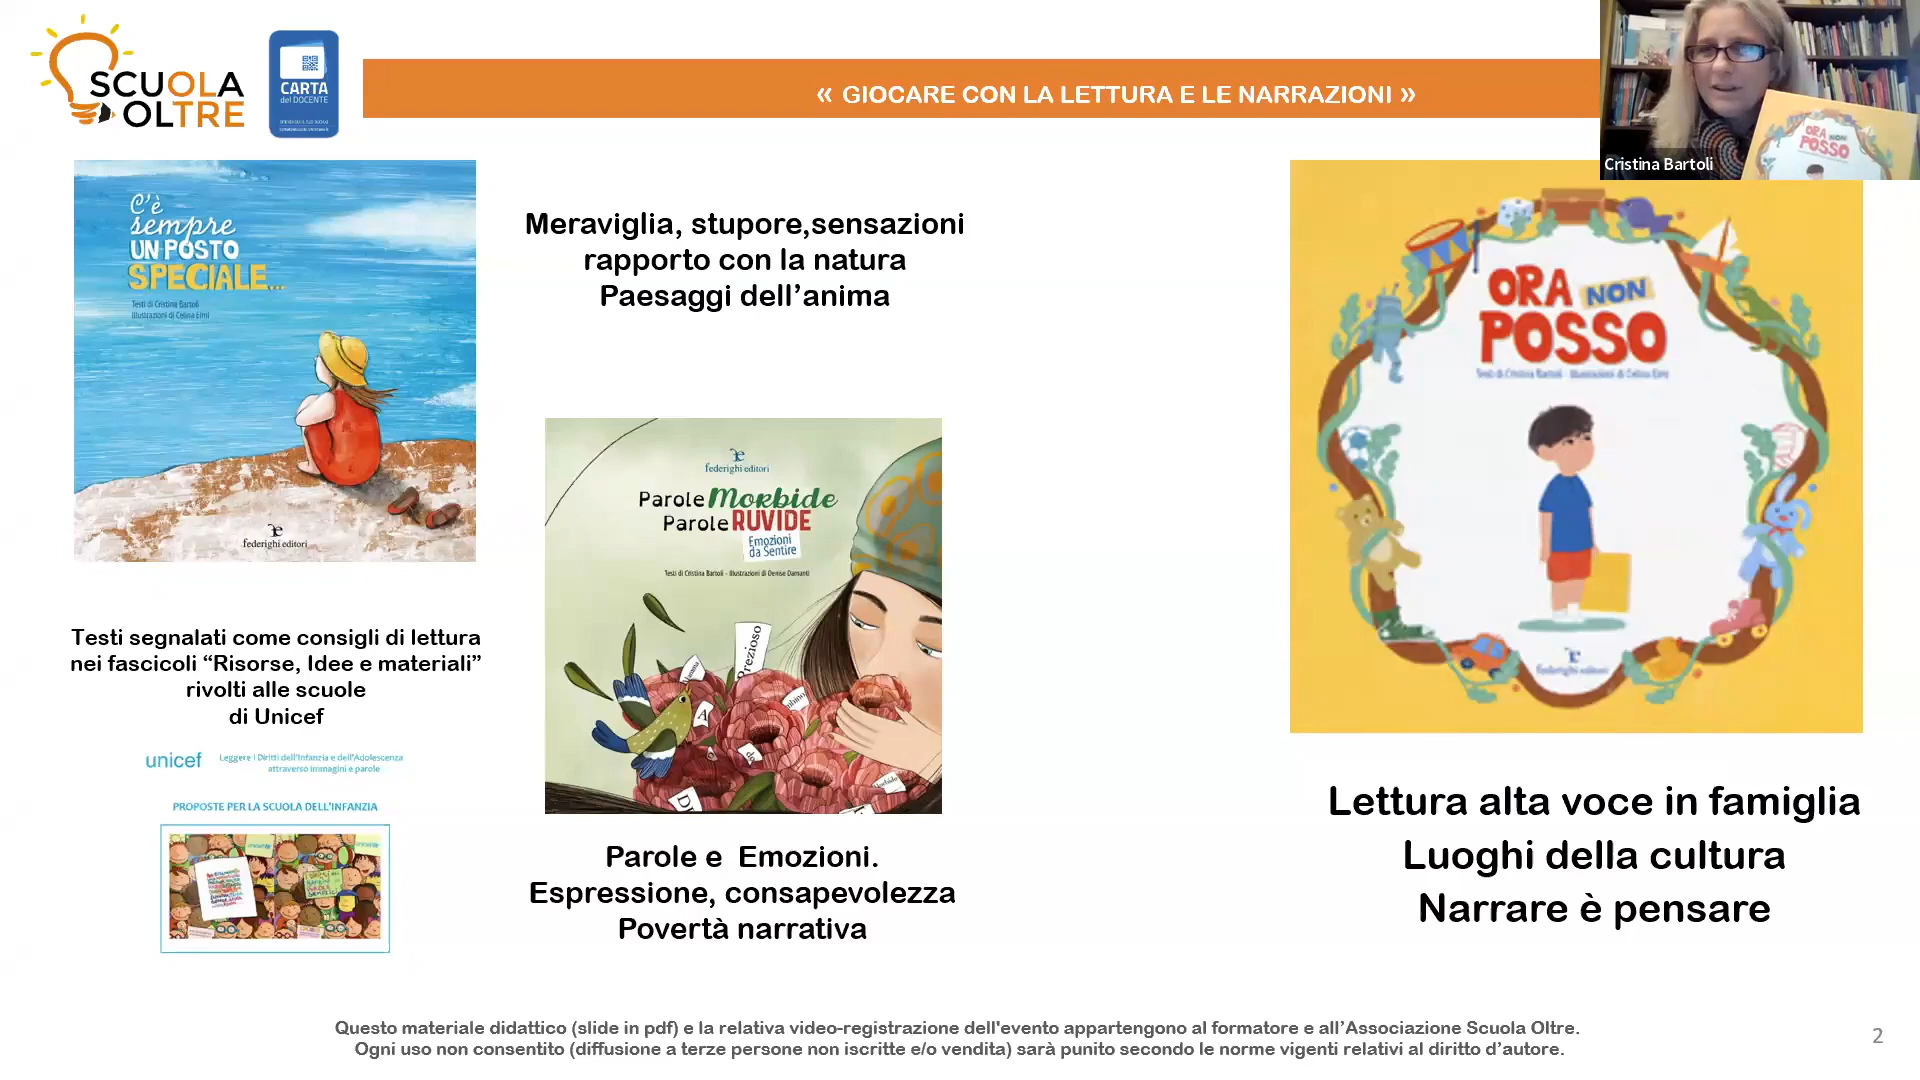 SCUOLA
OLTRE
CARTA
del DOCENTE
« GIOCARE CON LA LETTURA E LE NARRAZIONI »
ORA NON
POSSO
Cristina Bartoli
C'è
sempre
UN POSTO
SPECIALE...
Testi di Cristina Bartoli
Illustrazioni di Celina Elmi
federighi editori
Meraviglia, stupore,sensazioni
rapporto con la natura
Paesaggi dell'anima
federighi editori
Parole Morbide
Parole RUVIDE
Emozioni
da Sentire
Testi di Cristina Bartoli - Illustrazioni di Denise Damanti
Prezioso
A
ORA NON
POSSO
Testi di Cristina Bartoli - Illustrazioni di Celina Elmi
federighi editori
Testi segnalati come consigli di lettura
nei fascicoli “Risorse, Idee e materiali”
rivolti alle scuole
di Unicef
unicef
Leggere i Diritti dell'Infanzia e dell'Adolescenza
attraverso immagini e parole
PROPOSTE PER LA SCUOLA DELL'INFANZIA
Parole e Emozioni.
Espressione, consapevolezza
Povertà narrativa
Lettura alta voce in famiglia
Luoghi della cultura
Narrare è pensare
Questo materiale didattico (slide in pdf) e la relativa video-registrazione dell'evento appartengono al formatore e all’Associazione Scuola Oltre.
Ogni uso non consentito (diffusione a terze persone non iscritte e/o vendita) sarà punito secondo le norme vigenti relativi al diritto d’autore.
2